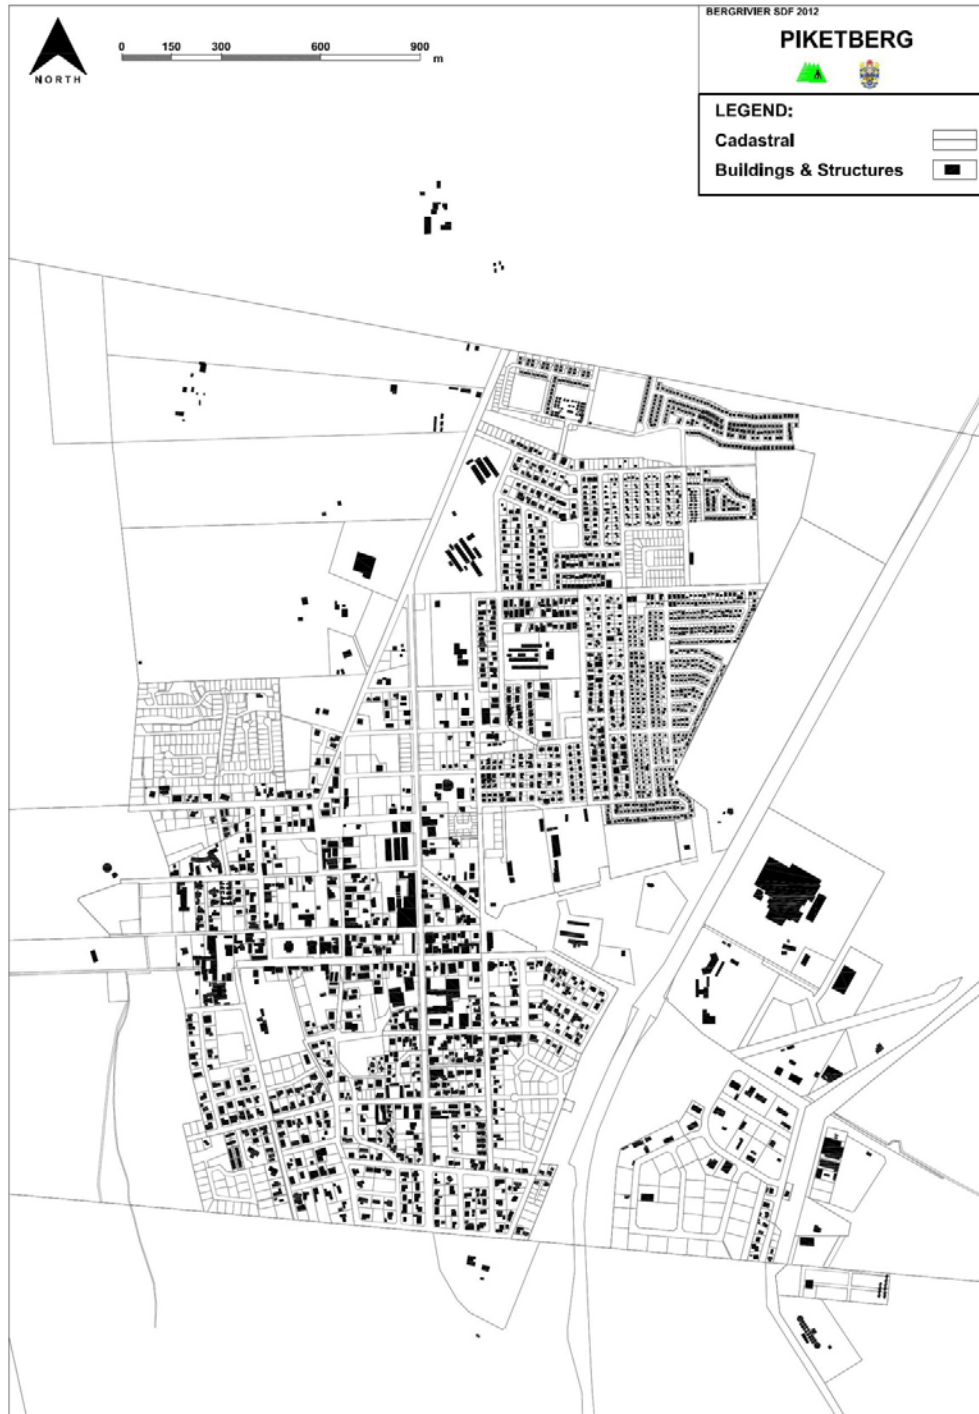 BERGRIVIER SDF 2012
PIKETBERG
0 150 300 600 900
m
NORTH
LEGEND:
Cadastral
Buildings & Structures